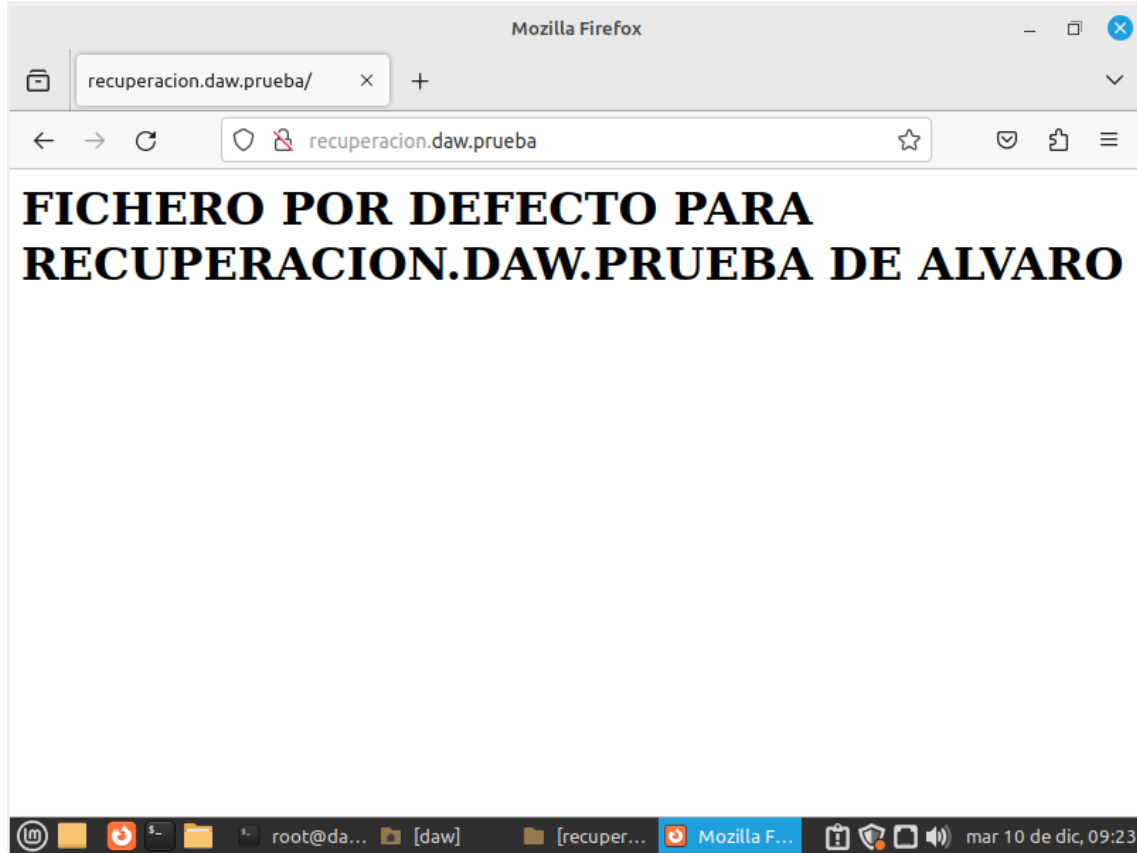 Mozilla Firefox
recuperacion.daw.prueba/
recuperacion.daw.prueba
FICHERO POR DEFECTO PARA
RECUPERACION.DAW.PRUEBA DE ALVARO
root@da... [daw] [recuper... Mozilla F... mar 10 de dic, 09:23